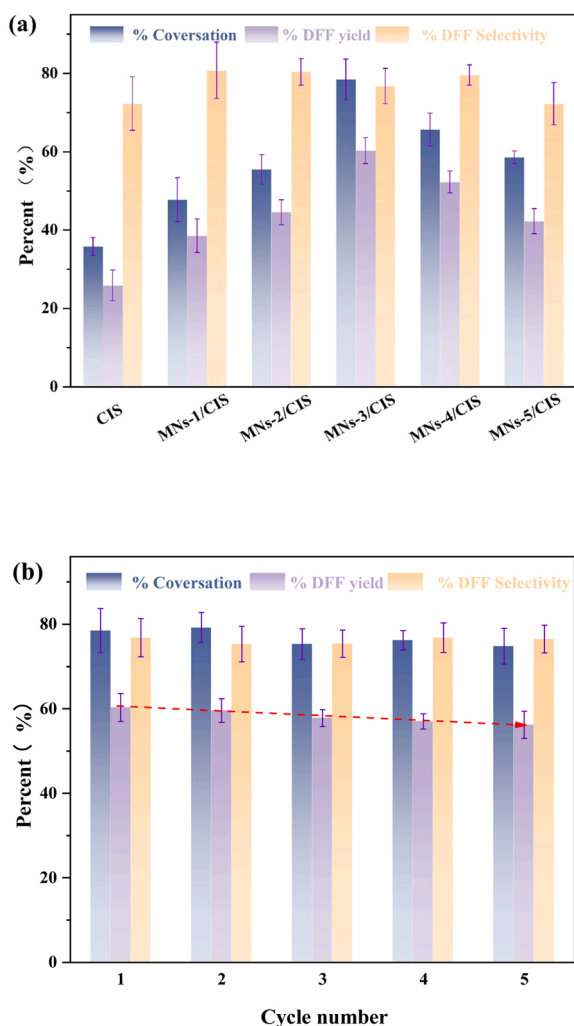 (a)
% Coversation % DFF yield % DFF Selectivity
80
60
40
20
0
Percent （%）
CIS MNs-1/CIS MNs-2/CIS MNs-3/CIS MNs-4/CIS MNs-5/CIS
(b)
% Coversation % DFF yield % DFF Selectivity
80
60
40
20
0
Percent（ %）
1 2 3 4 5
Cycle number